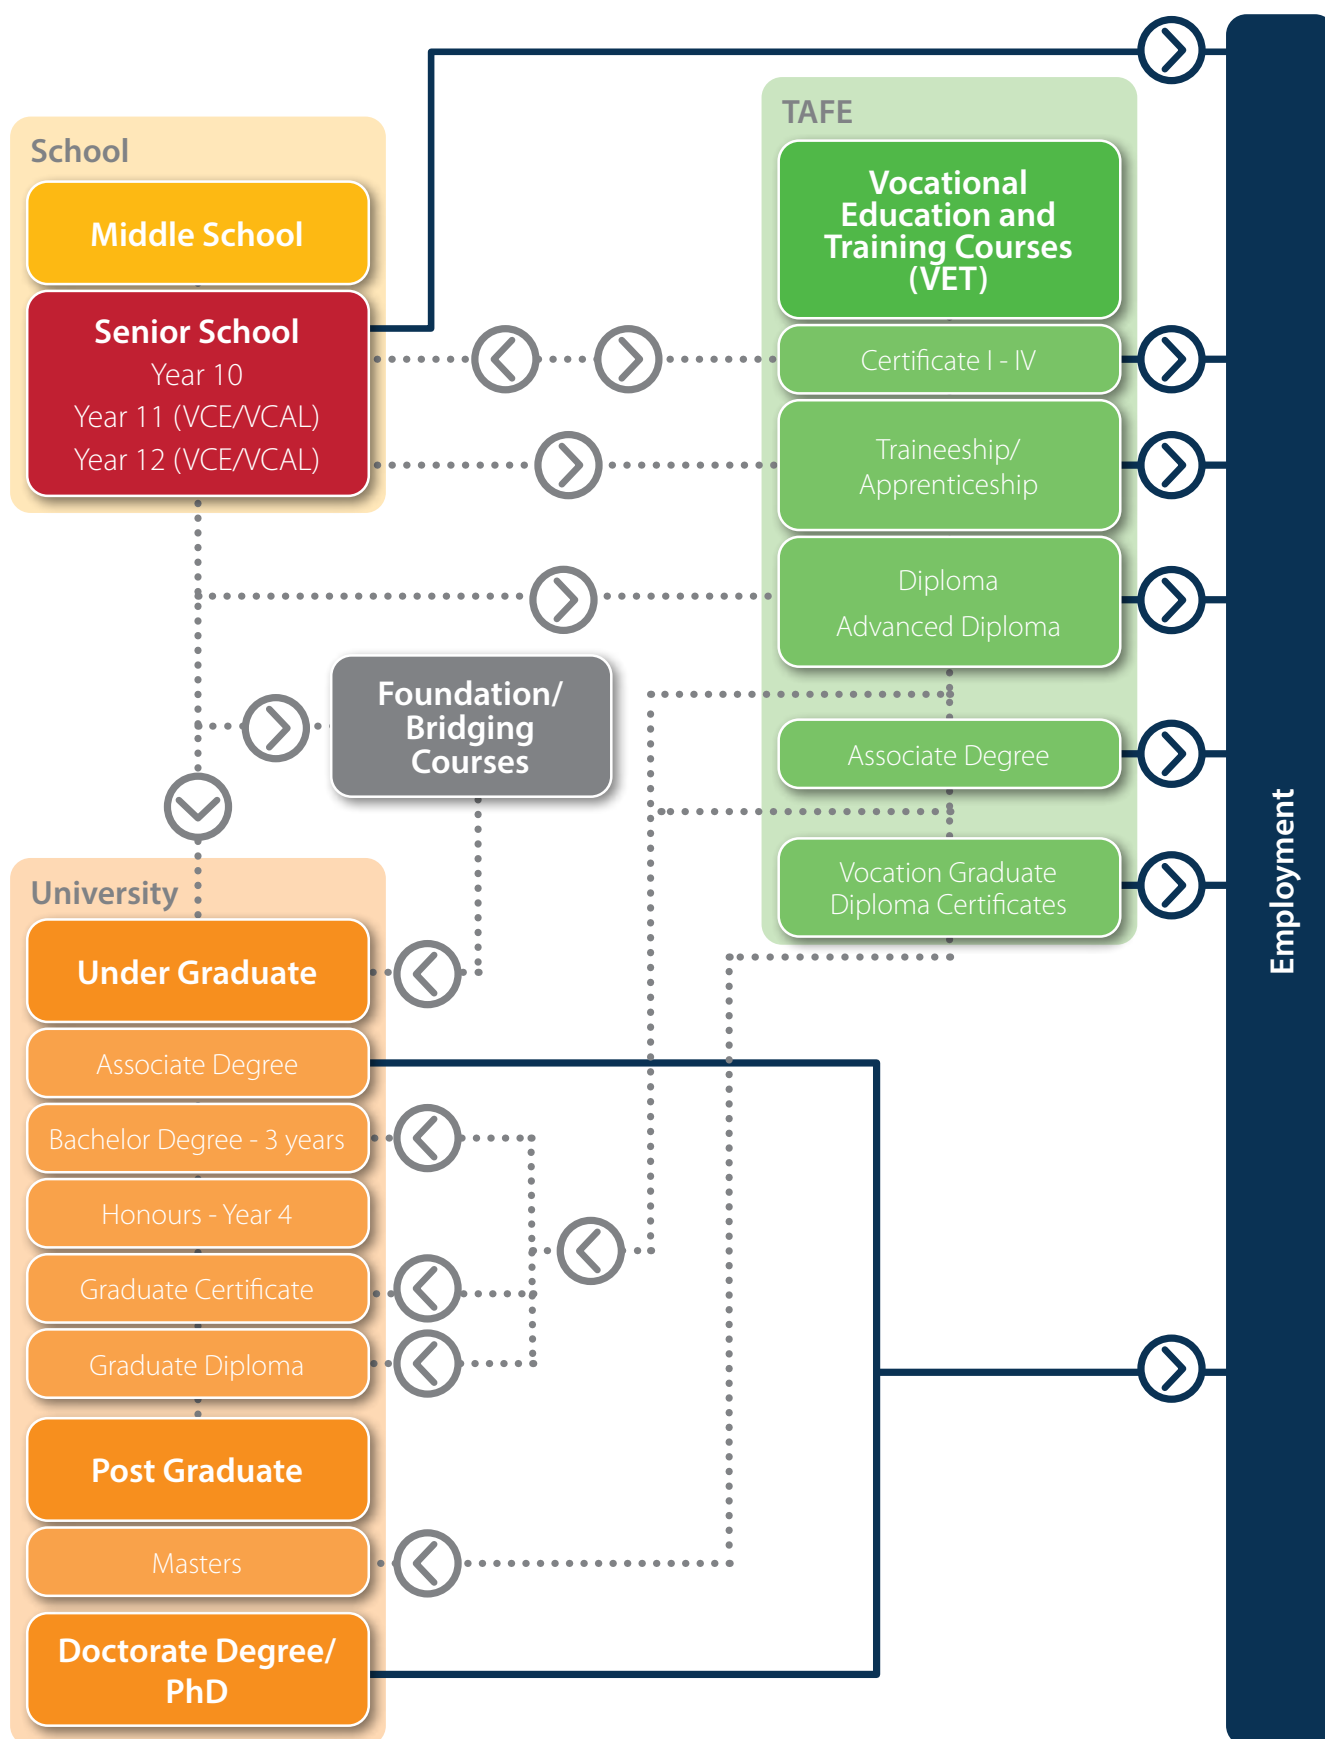 School
Middle School
Senior School
Year 10
Year 11 (VCE/VCAL)
Year 12 (VCE/VCAL)
TAFE
Vocational
Education and
Training Courses
(VET)
Certificate I - IV
Traineeship/
Apprenticeship
Diploma
Advanced Diploma
Associate Degree
Vocation Graduate
Diploma Certificates
Foundation/
Bridging
Courses
University
Under Graduate
Associate Degree
Bachelor Degree - 3 years
Honours - Year 4
Graduate Certificate
Graduate Diploma
Post Graduate
Masters
Doctorate Degree/
PhD
Employment